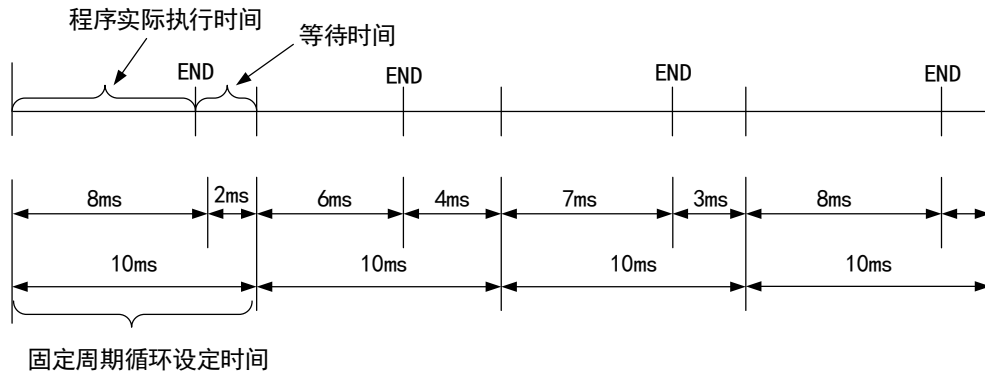 程序实际执行时间
等待时间
END
END
END
END
8ms
2ms
6ms
4ms
7ms
3ms
8ms
10ms
10ms
10ms
10ms
固定周期循环设定时间